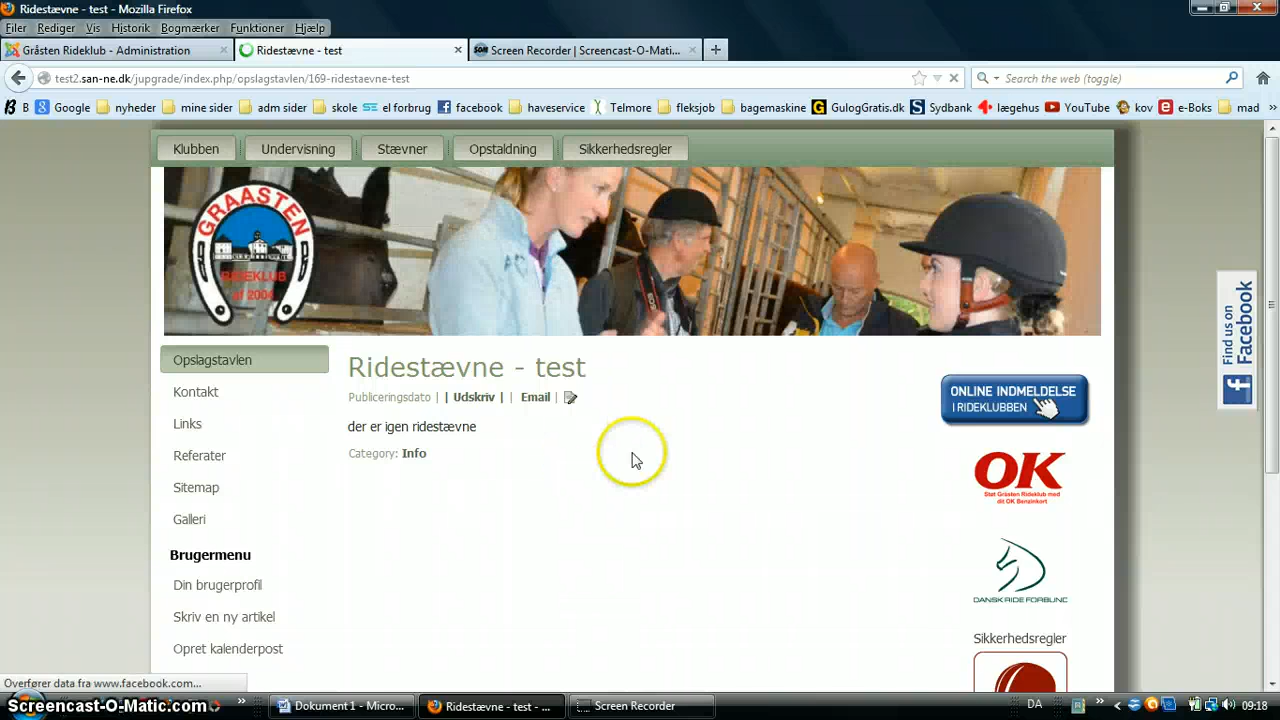 Ridestævne - test - Mozilla Firefox
Filer Rediger Vis Historik Bogmærker Funktioner Hjælp
Gråsten Rideklub - Administration
Ridestævne - test
Screen Recorder | Screencast-O-Mati...
test2.san-ne.dk/jupgrade/index.php/opslagstavlen/169-ridestaevne-test
Search the web (toggle)
B Google nyheder mine sider adm sider skole el forbrug facebook haveservice Telmore fleksjob bagemaskine GulogGratis.dk Sydbank lægehus YouTube kov e-Boks mad
Klubben Undervisning Stævner Opstaldning Sikkerhedsregler
GRAASTEN
RIDEKLUB
af 2004
Find us on
Facebook
Opslagstavlen
Kontakt
Links
Referater
Sitemap
Galleri
Brugermenu
Din brugerprofil
Skriv en ny artikel
Opret kalenderpost
Ridestævne - test
Publiceringsdato | | Udskriv | | Email |
der er igen ridestævne
Category: Info
ONLINE INDMELDELSE
I RIDEKLUBBEN
OK
Støt Gråsten Rideklub med
dit OK Benzinkort
DANSK RIDE FORBUND
Sikkerhedsregler
Overfører data fra www.facebook.com...
Screencast-O-Matic.com
Dokument 1 - Micro...
Ridestævne - test - ...
Screen Recorder
DA
09:18